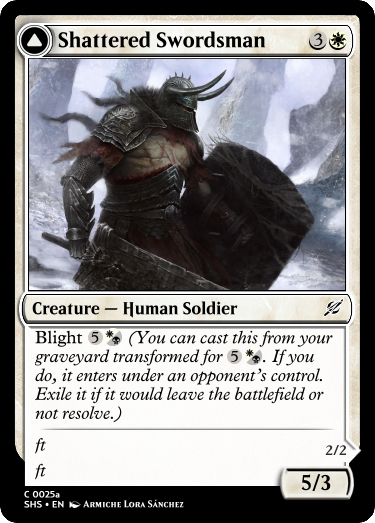 Shattered Swordsman 3
Creature — Human Soldier
Blight 5 (You can cast this from your
graveyard transformed for 5. If you
do, it enters under an opponent's control.
Exile it if it would leave the battlefield or
not resolve.)
ft
2/2
ft
5/3
C 0025a
SHS • EN Armiche Lora Sánchez